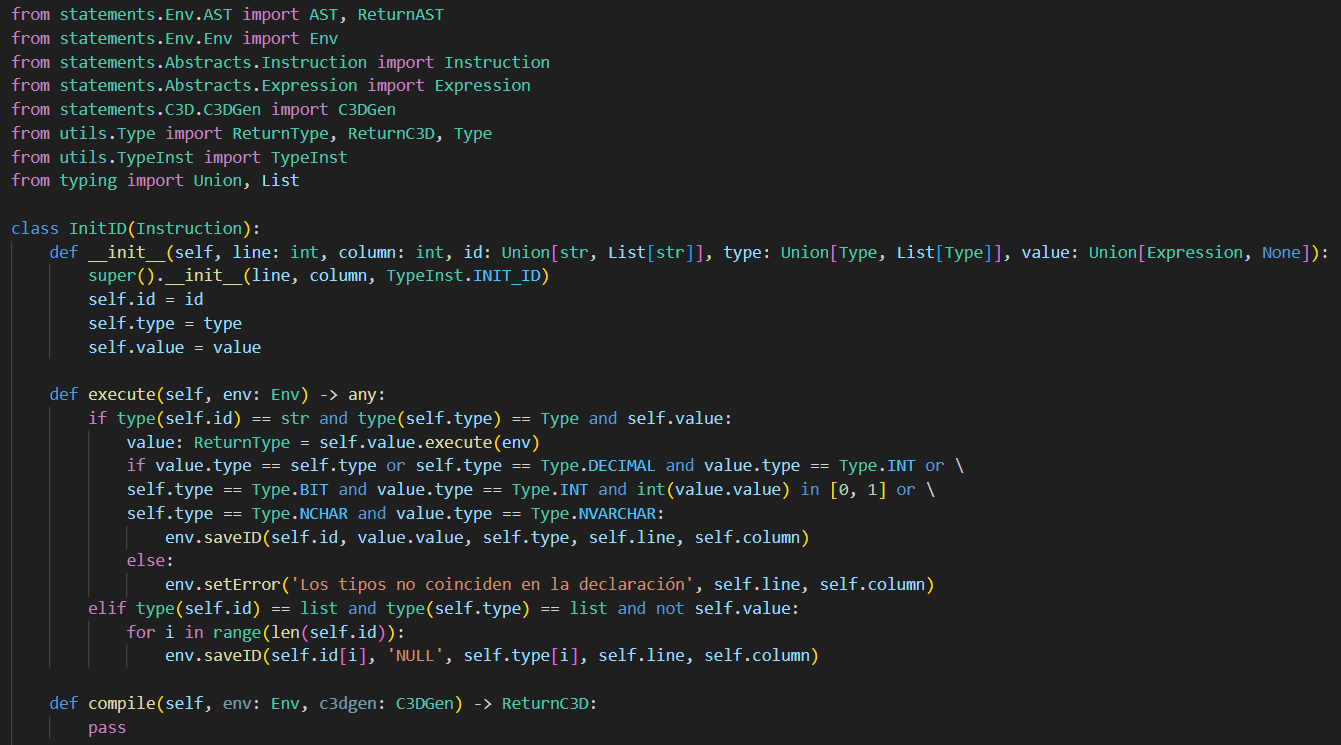 from statements.Env.AST import AST, ReturnAST
from statements.Env.Env import Env
from statements.Abstracts.Instruction import Instruction
from statements.Abstracts.Expression import Expression
from statements.C3D.C3DGen import C3DGen
from utils.Type import ReturnType, ReturnC3D, Type
from utils.TypeInst import TypeInst
from typing import Union, List

class InitID(Instruction):
    def __init__(self, line: int, column: int, id: Union[str, List[str]], type: Union[Type, List[Type]], value: Union[Expression, None]):
        super().__init__(line, column, TypeInst.INIT_ID)
        self.id = id
        self.type = type
        self.value = value

    def execute(self, env: Env) -> any:
        if type(self.id) == str and type(self.type) == Type and self.value:
            value: ReturnType = self.value.execute(env)
            if value.type == self.type or self.type == Type.DECIMAL and value.type == Type.INT or \
            self.type == Type.BIT and value.type == Type.INT and int(value.value) in [0, 1] or \
            self.type == Type.NCHAR and value.type == Type.NVARCHAR:
                env.saveID(self.id, value.value, self.type, self.line, self.column)
            else:
                env.setError('Los tipos no coinciden en la declaración', self.line, self.column)
        elif type(self.id) == list and type(self.type) == list and not self.value:
            for i in range(len(self.id)):
                env.saveID(self.id[i], 'NULL', self.type[i], self.line, self.column)

    def compile(self, env: Env, c3dgen: C3DGen) -> ReturnC3D:
        pass